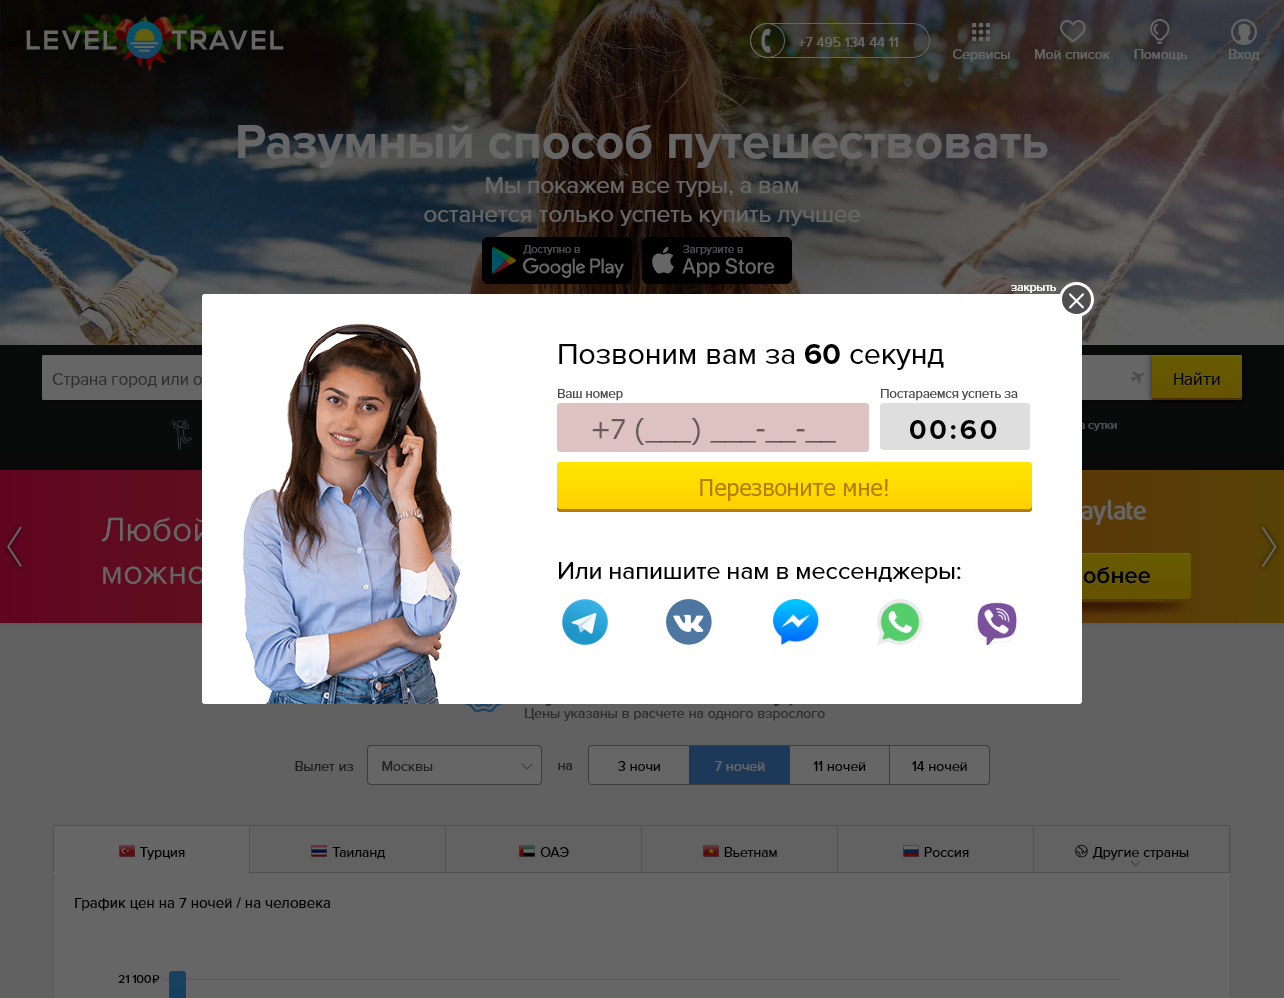 LEVEL TRAVEL
+7 495 134 44 11
Сервисы
Мой список
Помощь
Вход
Разумный способ путешествовать
Мы покажем все туры, а вам
останется только успеть купить лучшее
Доступно в
Google Play
Загрузите в
App Store
закрыть
Позвоним вам за 60 секунд
Ваш номер
Постараемся успеть за
+7 (___) ___-__-__
00:60
Перезвоните мне!
Или напишите нам в мессенджеры:
Страна город или о
Найти
а сутки
Любой
можно
aylate
обнее
Цены указаны в расчете на одного взрослого
Вылет из
Москвы
на
3 ночи
7 ночей
11 ночей
14 ночей
Турция
Таиланд
ОАЭ
Вьетнам
Россия
Другие страны
График цен на 7 ночей / на человека
21 100₽